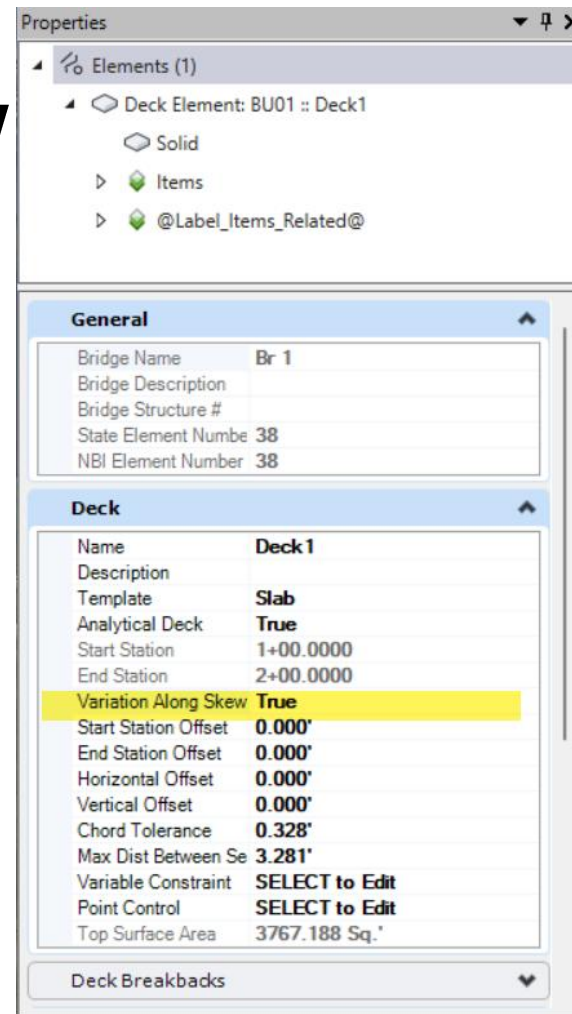 Properties
Elements (1)
Deck Element: BU01 :: Deck1
Solid
Items
@Label_Items_Related@
General
Bridge Name Br 1
Bridge Description
Bridge Structure #
State Element Numbe 38
NBI Element Number 38
Deck
Name Deck1
Description
Template Slab
Analytical Deck True
Start Station 1+00.0000
End Station 2+00.0000
Variation Along Skew True
Start Station Offset 0.000'
End Station Offset 0.000'
Horizontal Offset 0.000'
Vertical Offset 0.000'
Chord Tolerance 0.328'
Max Dist Between Se 3.281'
Variable Constraint SELECT to Edit
Point Control SELECT to Edit
Top Surface Area 3767.188 Sq.'
Deck Breakbacks